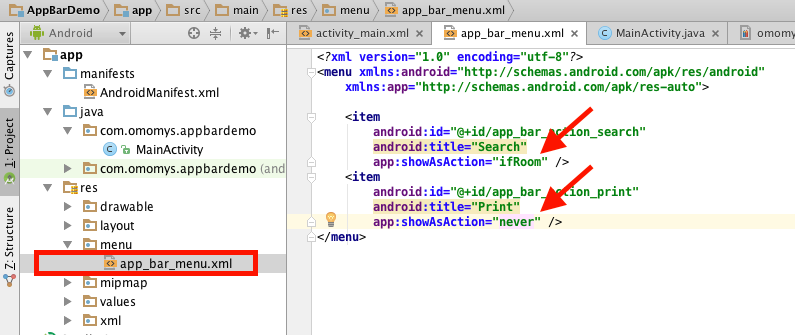 AppBarDemo app src main res menu app_bar_menu.xml
Captures
1: Project
Z: Structure
Android
app
manifests
AndroidManifest.xml
java
com.omomys.appbardemo
MainActivity
com.omomys.appbardemo (and
res
drawable
layout
menu
app_bar_menu.xml
mipmap
values
xml
activity_main.xml app_bar_menu.xml MainActivity.java omomy
<?xml version="1.0" encoding="utf-8"?>
<menu xmlns:android="http://schemas.android.com/apk/res/android"
xmlns:app="http://schemas.android.com/apk/res-auto">
<item
android:id="@+id/app_bar_action_search"
android:title="Search"
app:showAsAction="ifRoom" />
<item
android:id="@+id/app_bar_action_print"
android:title="Print"
app:showAsAction="never" />
</menu>